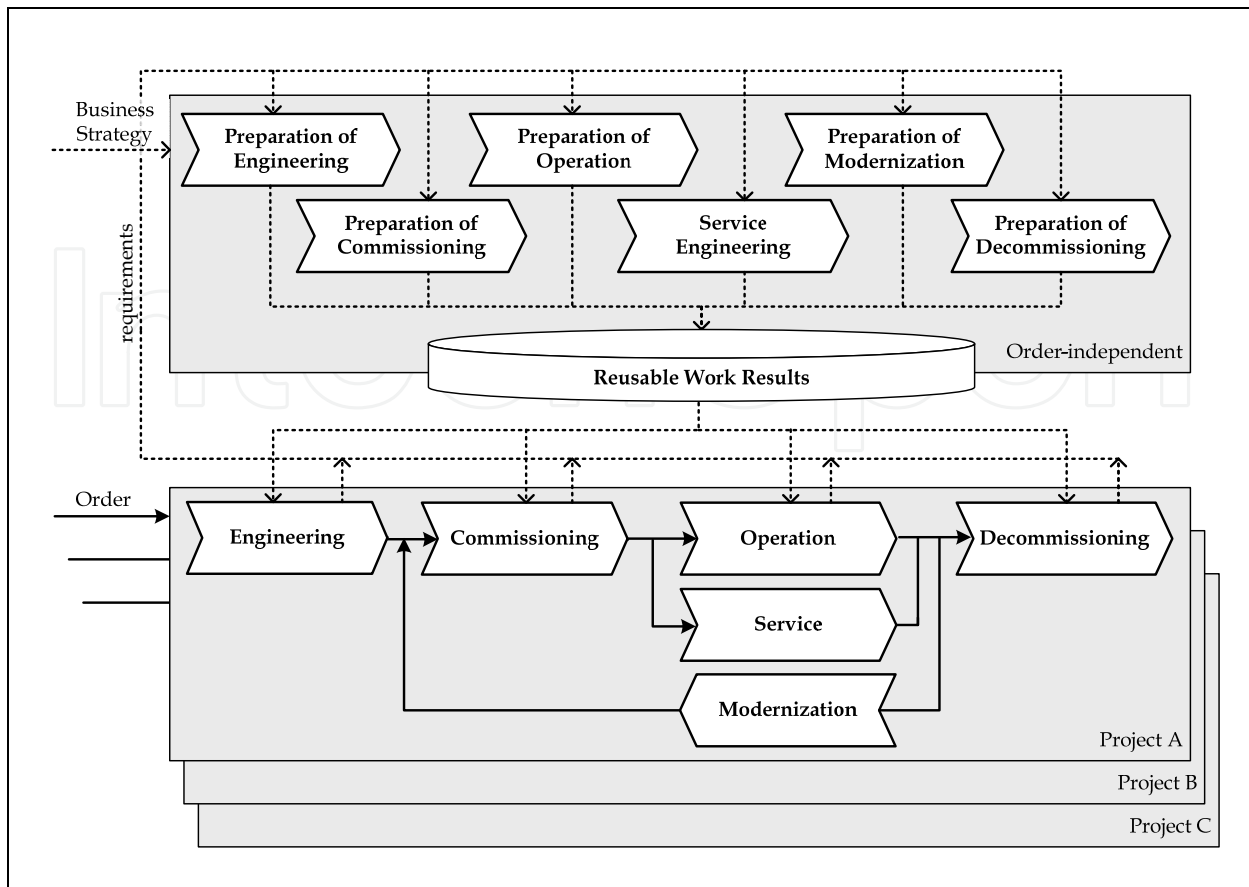 Business
Strategy
Preparation of
Engineering
Preparation of
Operation
Preparation of
Modernization
Preparation of
Commissioning
Service
Engineering
Preparation of
Decommissioning
requirements
Order-independent
Reusable Work Results
Order
Engineering
Commissioning
Operation
Decommissioning
Service
Modernization
Project A
Project B
Project C
IntechOpen